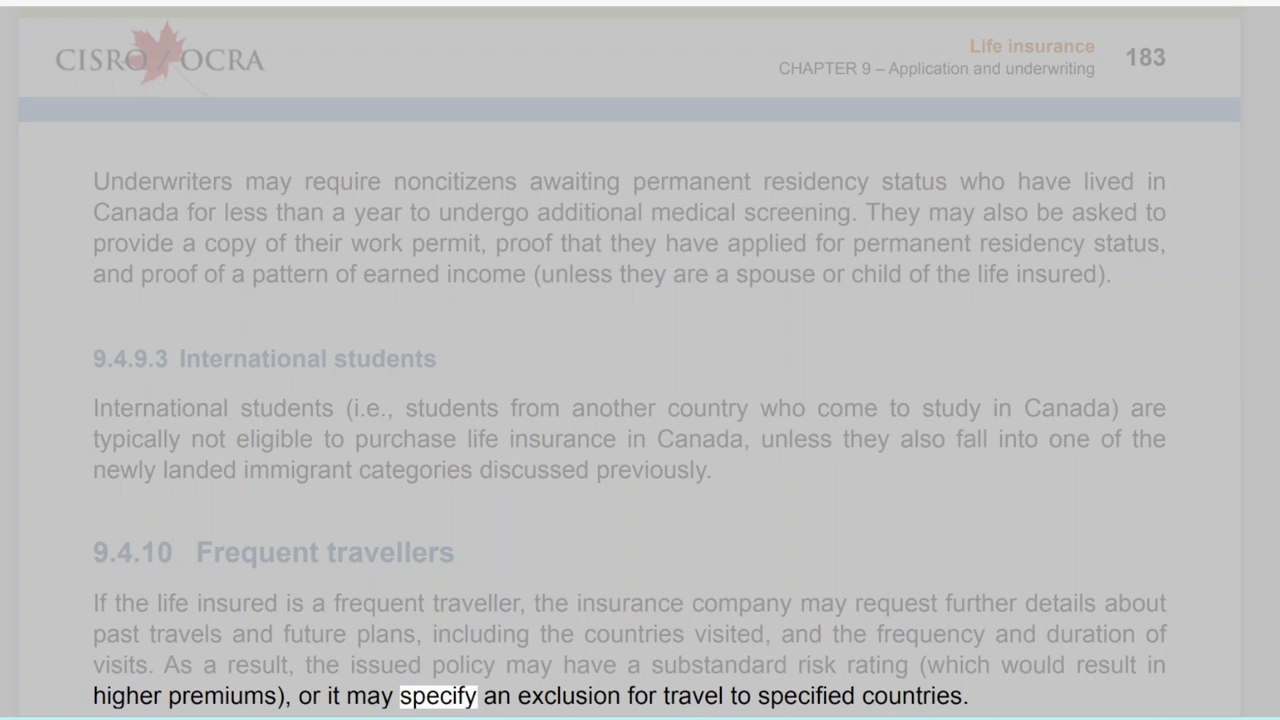 CISRO / OCRA
Life insurance
CHAPTER 9 – Application and underwriting
183
Underwriters may require noncitizens awaiting permanent residency status who have lived in
Canada for less than a year to undergo additional medical screening. They may also be asked to
provide a copy of their work permit, proof that they have applied for permanent residency status,
and proof of a pattern of earned income (unless they are a spouse or child of the life insured).
9.4.9.3 International students
International students (i.e., students from another country who come to study in Canada) are
typically not eligible to purchase life insurance in Canada, unless they also fall into one of the
newly landed immigrant categories discussed previously.
9.4.10 Frequent travellers
If the life insured is a frequent traveller, the insurance company may request further details about
past travels and future plans, including the countries visited, and the frequency and duration of
visits. As a result, the issued policy may have a substandard risk rating (which would result in
higher premiums), or it may specify an exclusion for travel to specified countries.